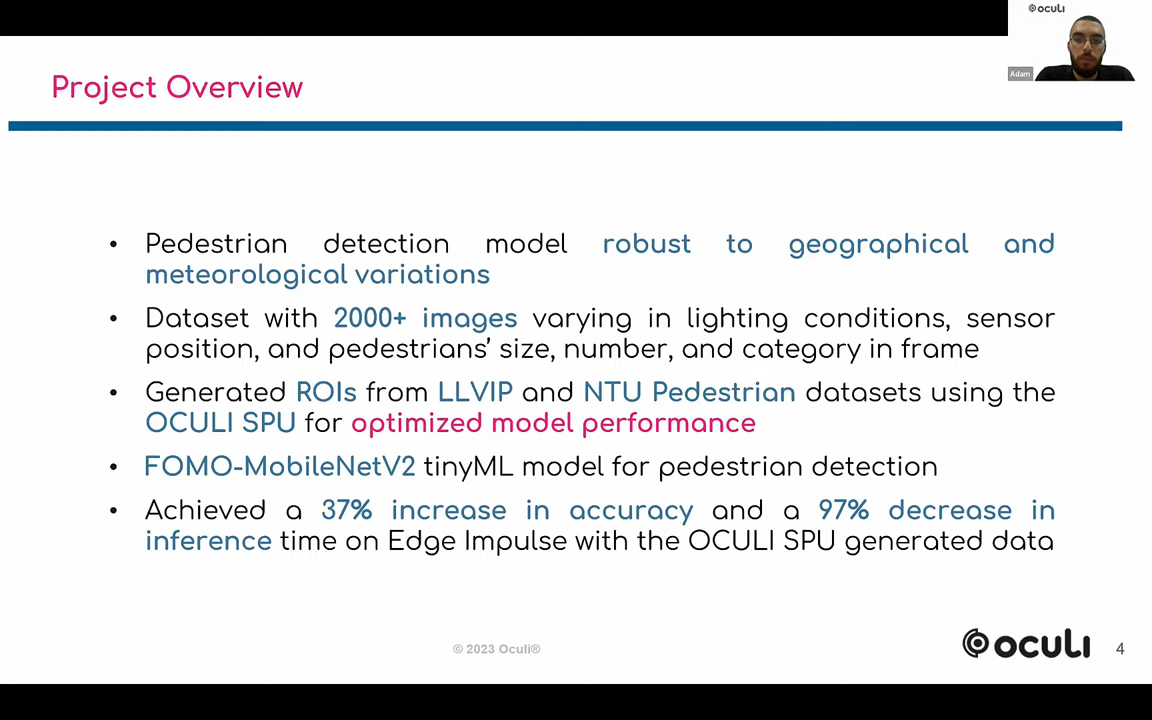 oculi
Adam
Project Overview
• Pedestrian detection model robust to geographical and
meteorological variations
• Dataset with 2000+ images varying in lighting conditions, sensor
position, and pedestrians’ size, number, and category in frame
• Generated ROIs from LLVIP and NTU Pedestrian datasets using the
OCULI SPU for optimized model performance
• FOMO-MobileNetV2 tinyML model for pedestrian detection
• Achieved a 37% increase in accuracy and a 97% decrease in
inference time on Edge Impulse with the OCULI SPU generated data
© 2023 Oculi®
oculi
4